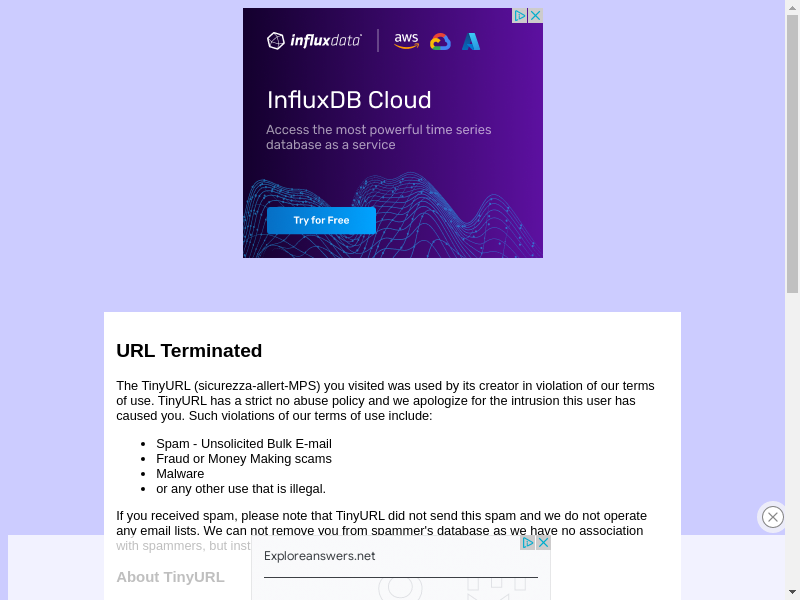 influxdata
aws
InfluxDB Cloud
Access the most powerful time series
database as a service
Try for Free
URL Terminated
The TinyURL (sicurezza-allert-MPS) you visited was used by its creator in violation of our terms
of use. TinyURL has a strict no abuse policy and we apologize for the intrusion this user has
caused you. Such violations of our terms of use include:
Spam - Unsolicited Bulk E-mail
Fraud or Money Making scams
Malware
or any other use that is illegal.
If you received spam, please note that TinyURL did not send this spam and we do not operate
any email lists. We can not remove you from spammer's database as we have no association
with spammers, but inst
Exploreanswers.net
About TinyURL